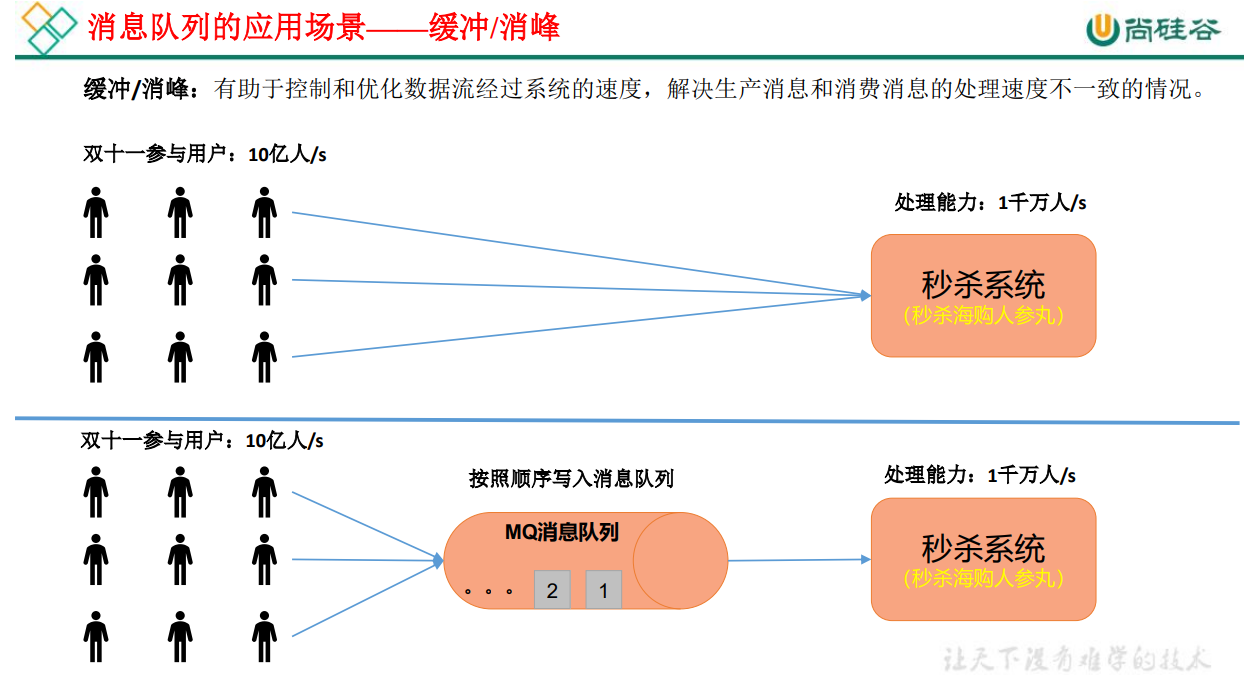 消息队列的应用场景——缓冲/消峰
尚硅谷
缓冲/消峰：有助于控制和优化数据流经过系统的速度，解决生产消息和消费消息的处理速度不一致的情况。
双十一参与用户：10亿人/s
处理能力：1千万人/s
秒杀系统
（秒杀海购人参丸）
双十一参与用户：10亿人/s
按照顺序写入消息队列
处理能力：1千万人/s
MQ消息队列
。。。 2 1
秒杀系统
（秒杀海购人参丸）
让天下没有难学的技术